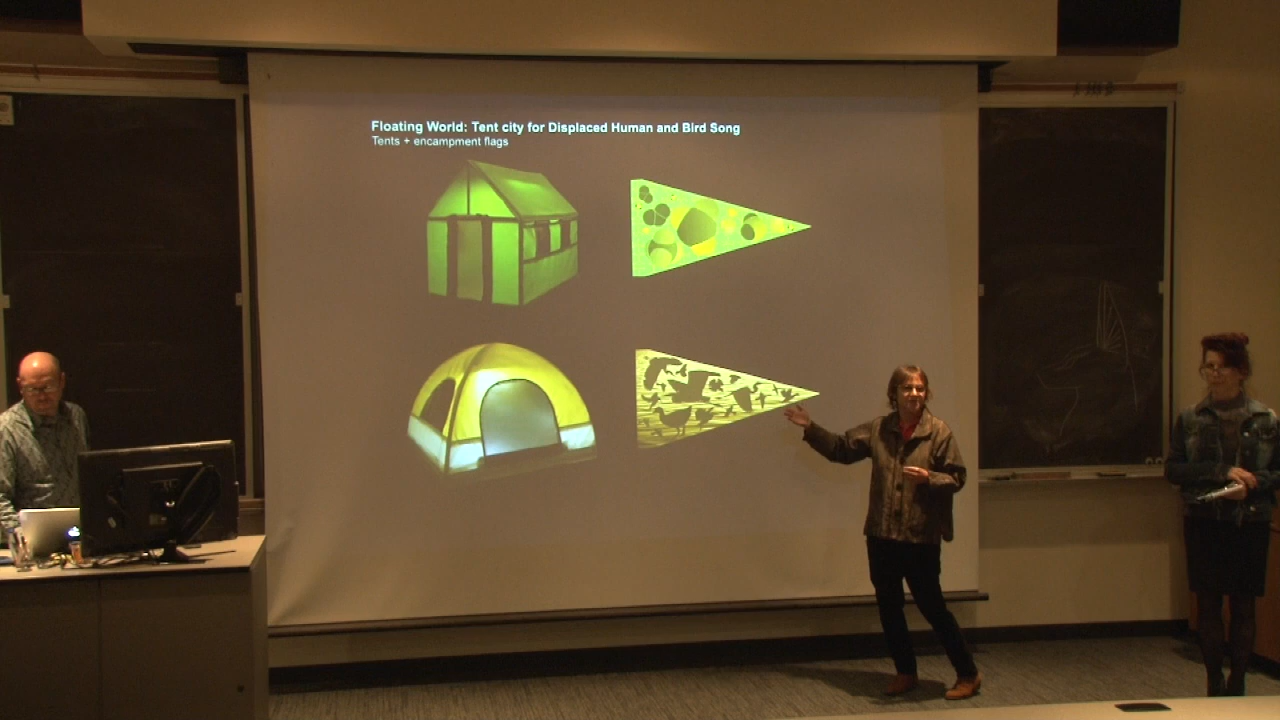 Floating World: Tent city for Displaced Human and Bird Song
Tents + encampment flags